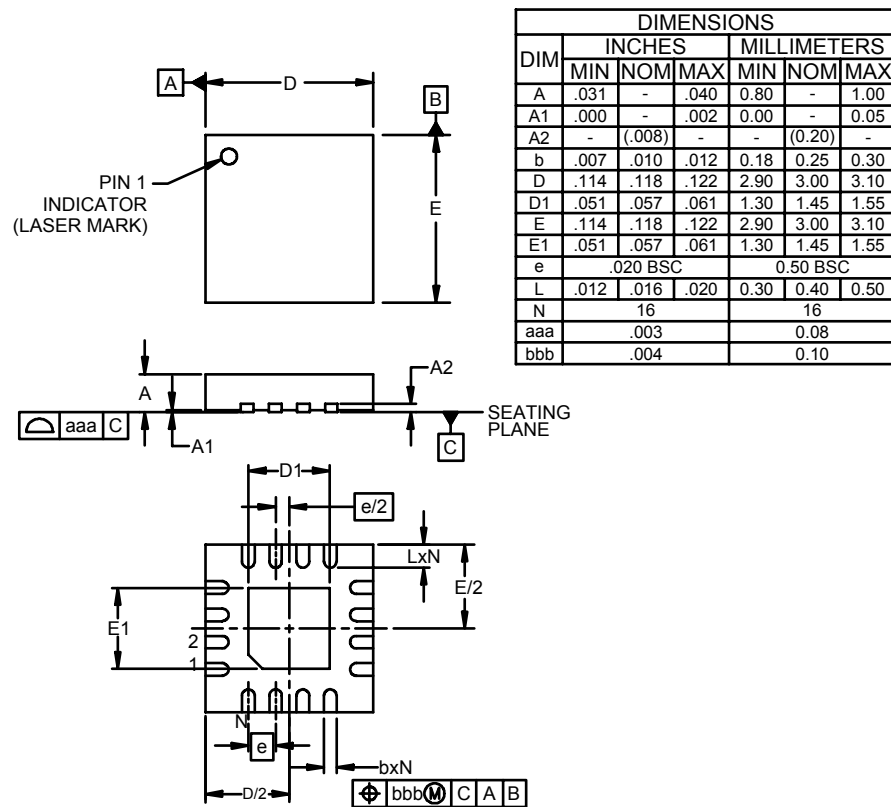 A
D
B
PIN 1
INDICATOR
(LASER MARK)
E
DIMENSIONS
DIM INCHES MILLIMETERS
MIN NOM MAX MIN NOM MAX
A .031 - .040 0.80 - 1.00
A1 .000 - .002 0.00 - 0.05
A2 - (.008) - - (0.20) -
b .007 .010 .012 0.18 0.25 0.30
D .114 .118 .122 2.90 3.00 3.10
D1 .051 .057 .061 1.30 1.45 1.55
E .114 .118 .122 2.90 3.00 3.10
E1 .051 .057 .061 1.30 1.45 1.55
e .020 BSC 0.50 BSC
L .012 .016 .020 0.30 0.40 0.50
N 16 16
aaa .003 0.08
bbb .004 0.10
A
A2
aaa C
A1
SEATING
PLANE
C
D1
e/2
LxN
E/2
E1
2
1
N
e
bxN
D/2
⌖ bbbⓂ C A B